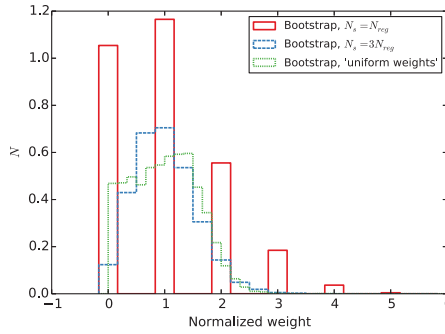 1.2
1.0
0.8
0.6
0.4
0.2
0.0
N
Bootstrap, N_s = N_reg
Bootstrap, N_s = 3N_reg
Bootstrap, 'uniform weights'
−1 0 1 2 3 4 5
Normalized weight